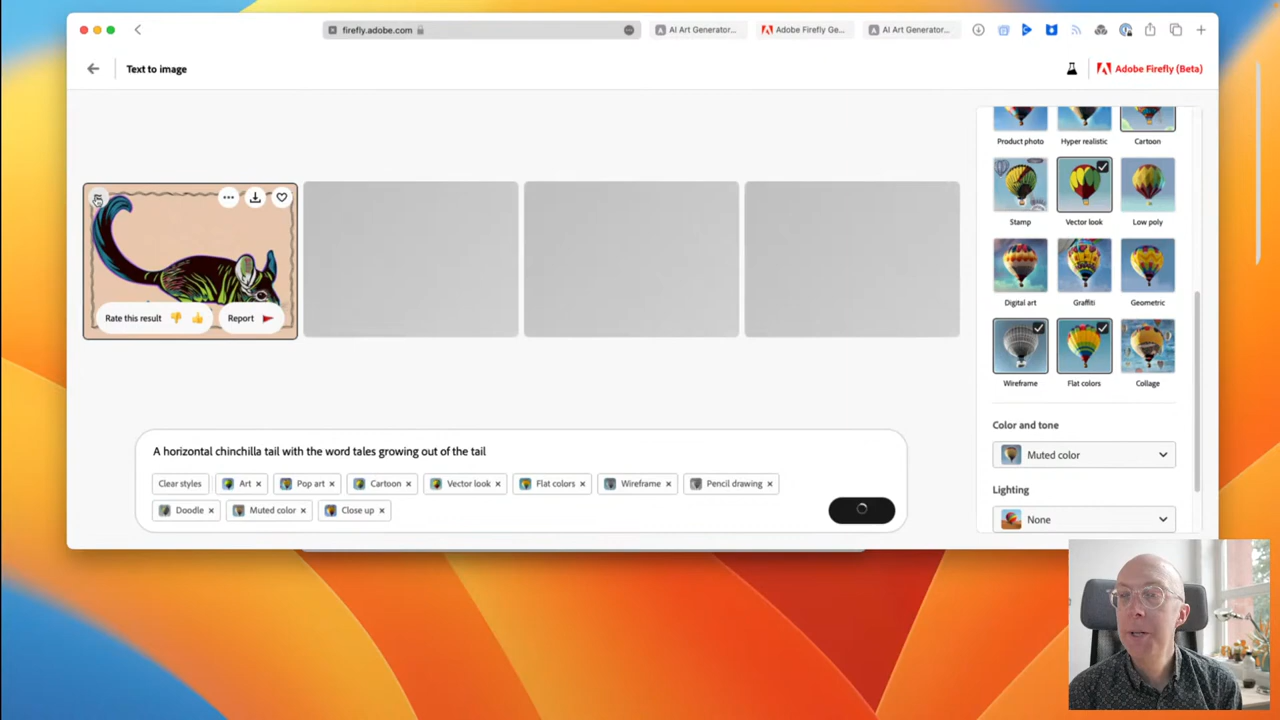 firefly.adobe.com
AI Art Generator...
Adobe Firefly Ge...
AI Art Generator...
Text to image
Adobe Firefly (Beta)
Product photo
Hyper realistic
Cartoon
Stamp
Vector look
Low poly
Digital art
Graffiti
Geometric
Wireframe
Flat colors
Collage
Rate this result
Report
Color and tone
Muted color
Lighting
None
A horizontal chinchilla tail with the word tales growing out of the tail
Clear styles Art × Pop art × Cartoon × Vector look × Flat colors × Wireframe × Pencil drawing ×
Doodle × Muted color × Close up ×